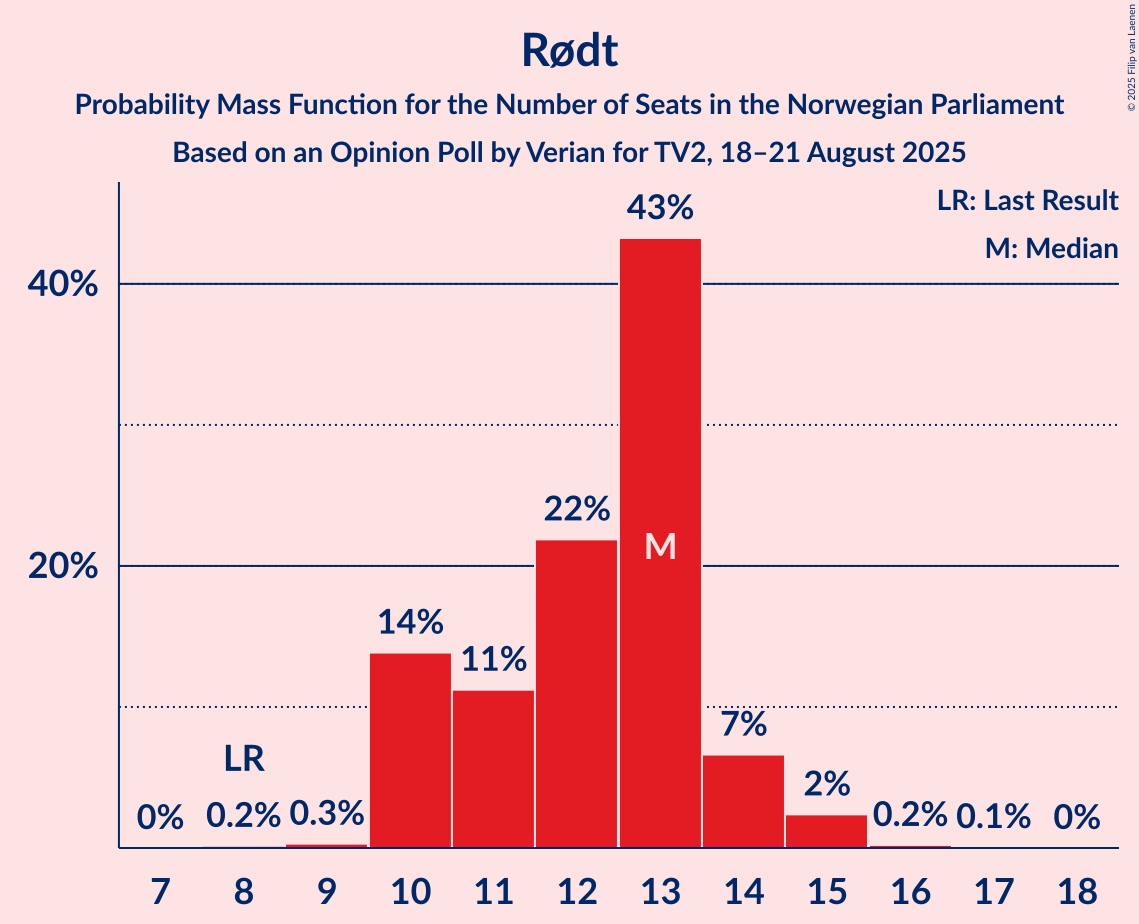 Rødt
Probability Mass Function for the Number of Seats in the Norwegian Parliament
Based on an Opinion Poll by Verian for TV2, 18–21 August 2025
© 2025 Filip van Laenen
LR: Last Result
M: Median
40%
20%
0%
0.2%
LR
0.3%
14%
11%
22%
43%
M
7%
2%
0.2%
0.1%
0%
7 8 9 10 11 12 13 14 15 16 17 18